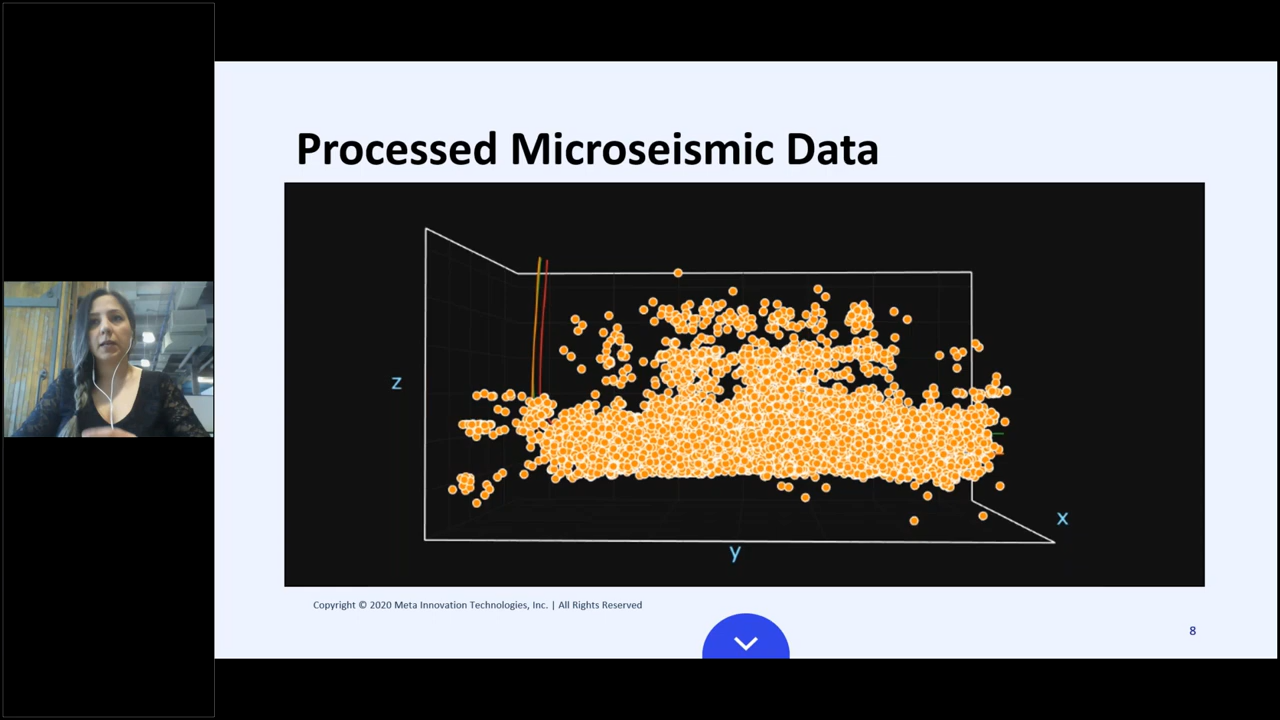 Processed Microseismic Data
z
x
y
Copyright © 2020 Meta Innovation Technologies, Inc. | All Rights Reserved
8